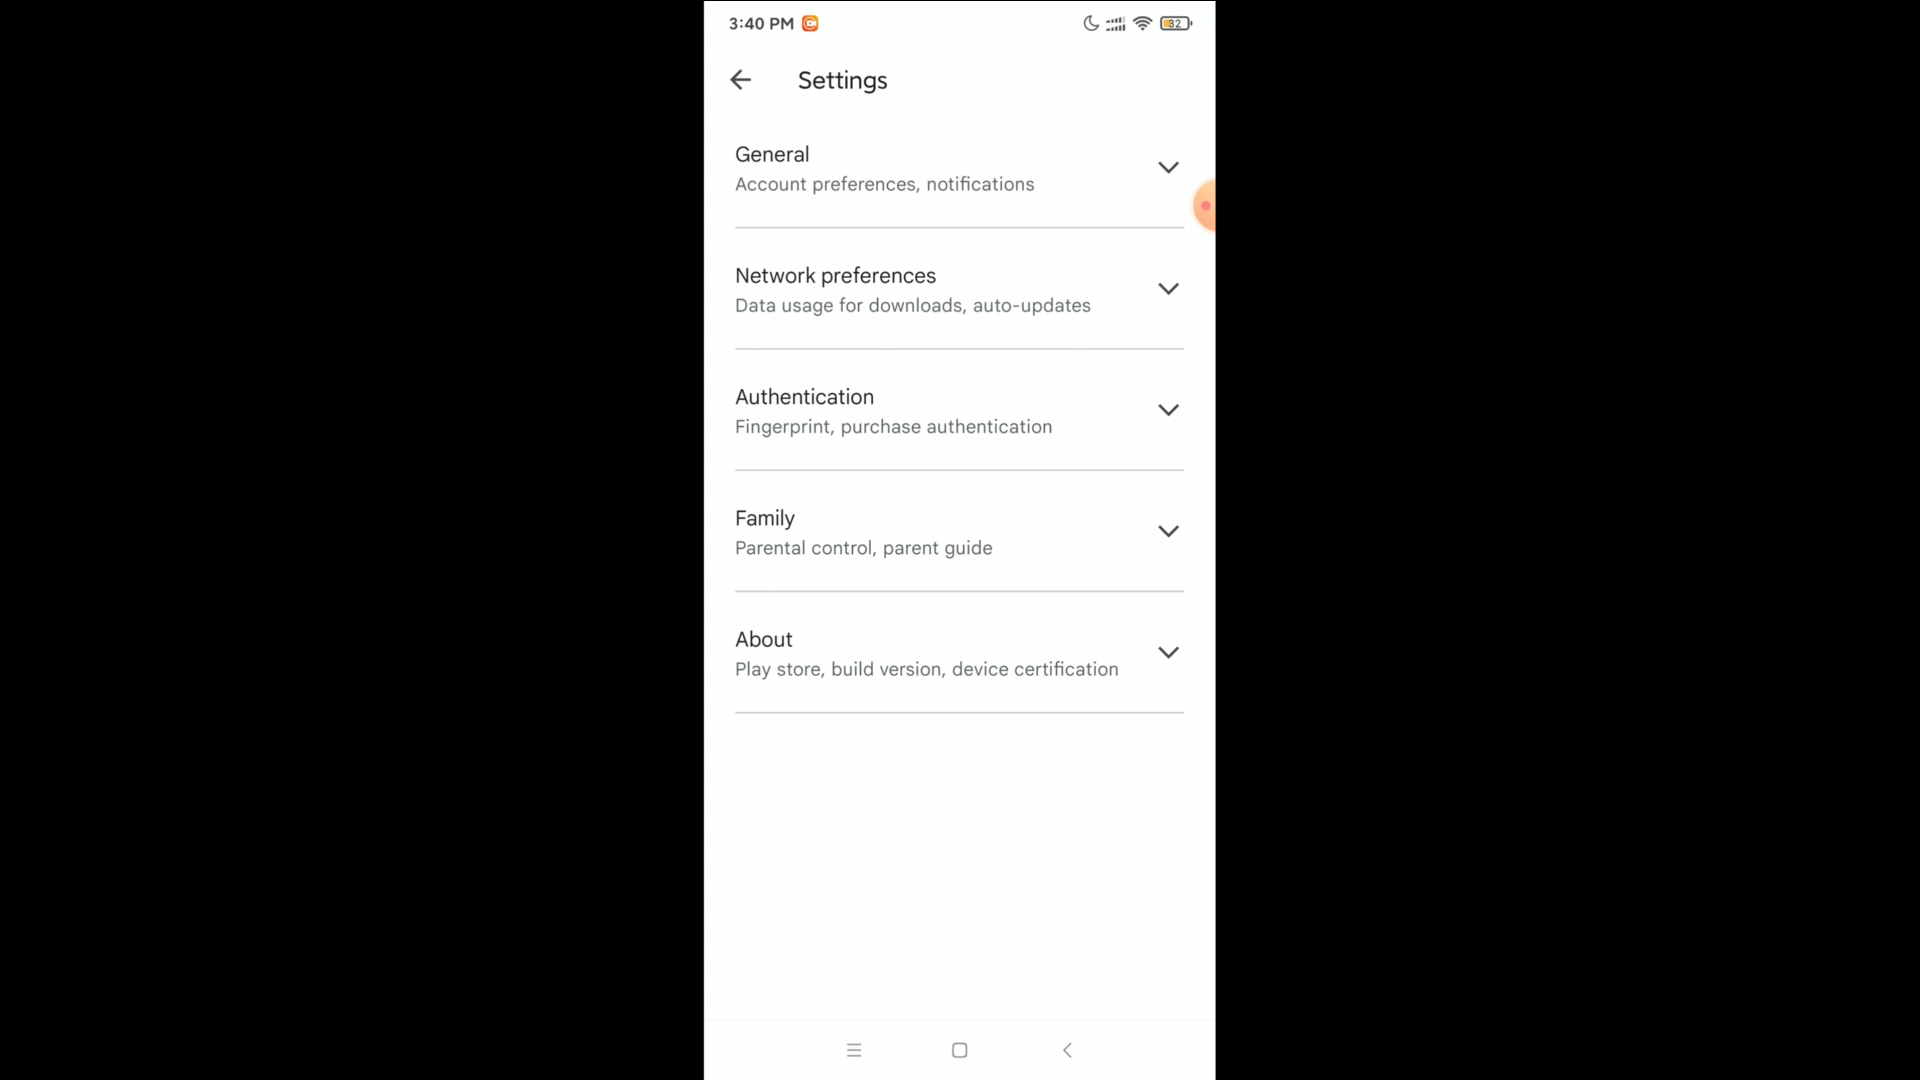 3:40 PM
32
Settings
General
Account preferences, notifications
Network preferences
Data usage for downloads, auto-updates
Authentication
Fingerprint, purchase authentication
Family
Parental control, parent guide
About
Play store, build version, device certification